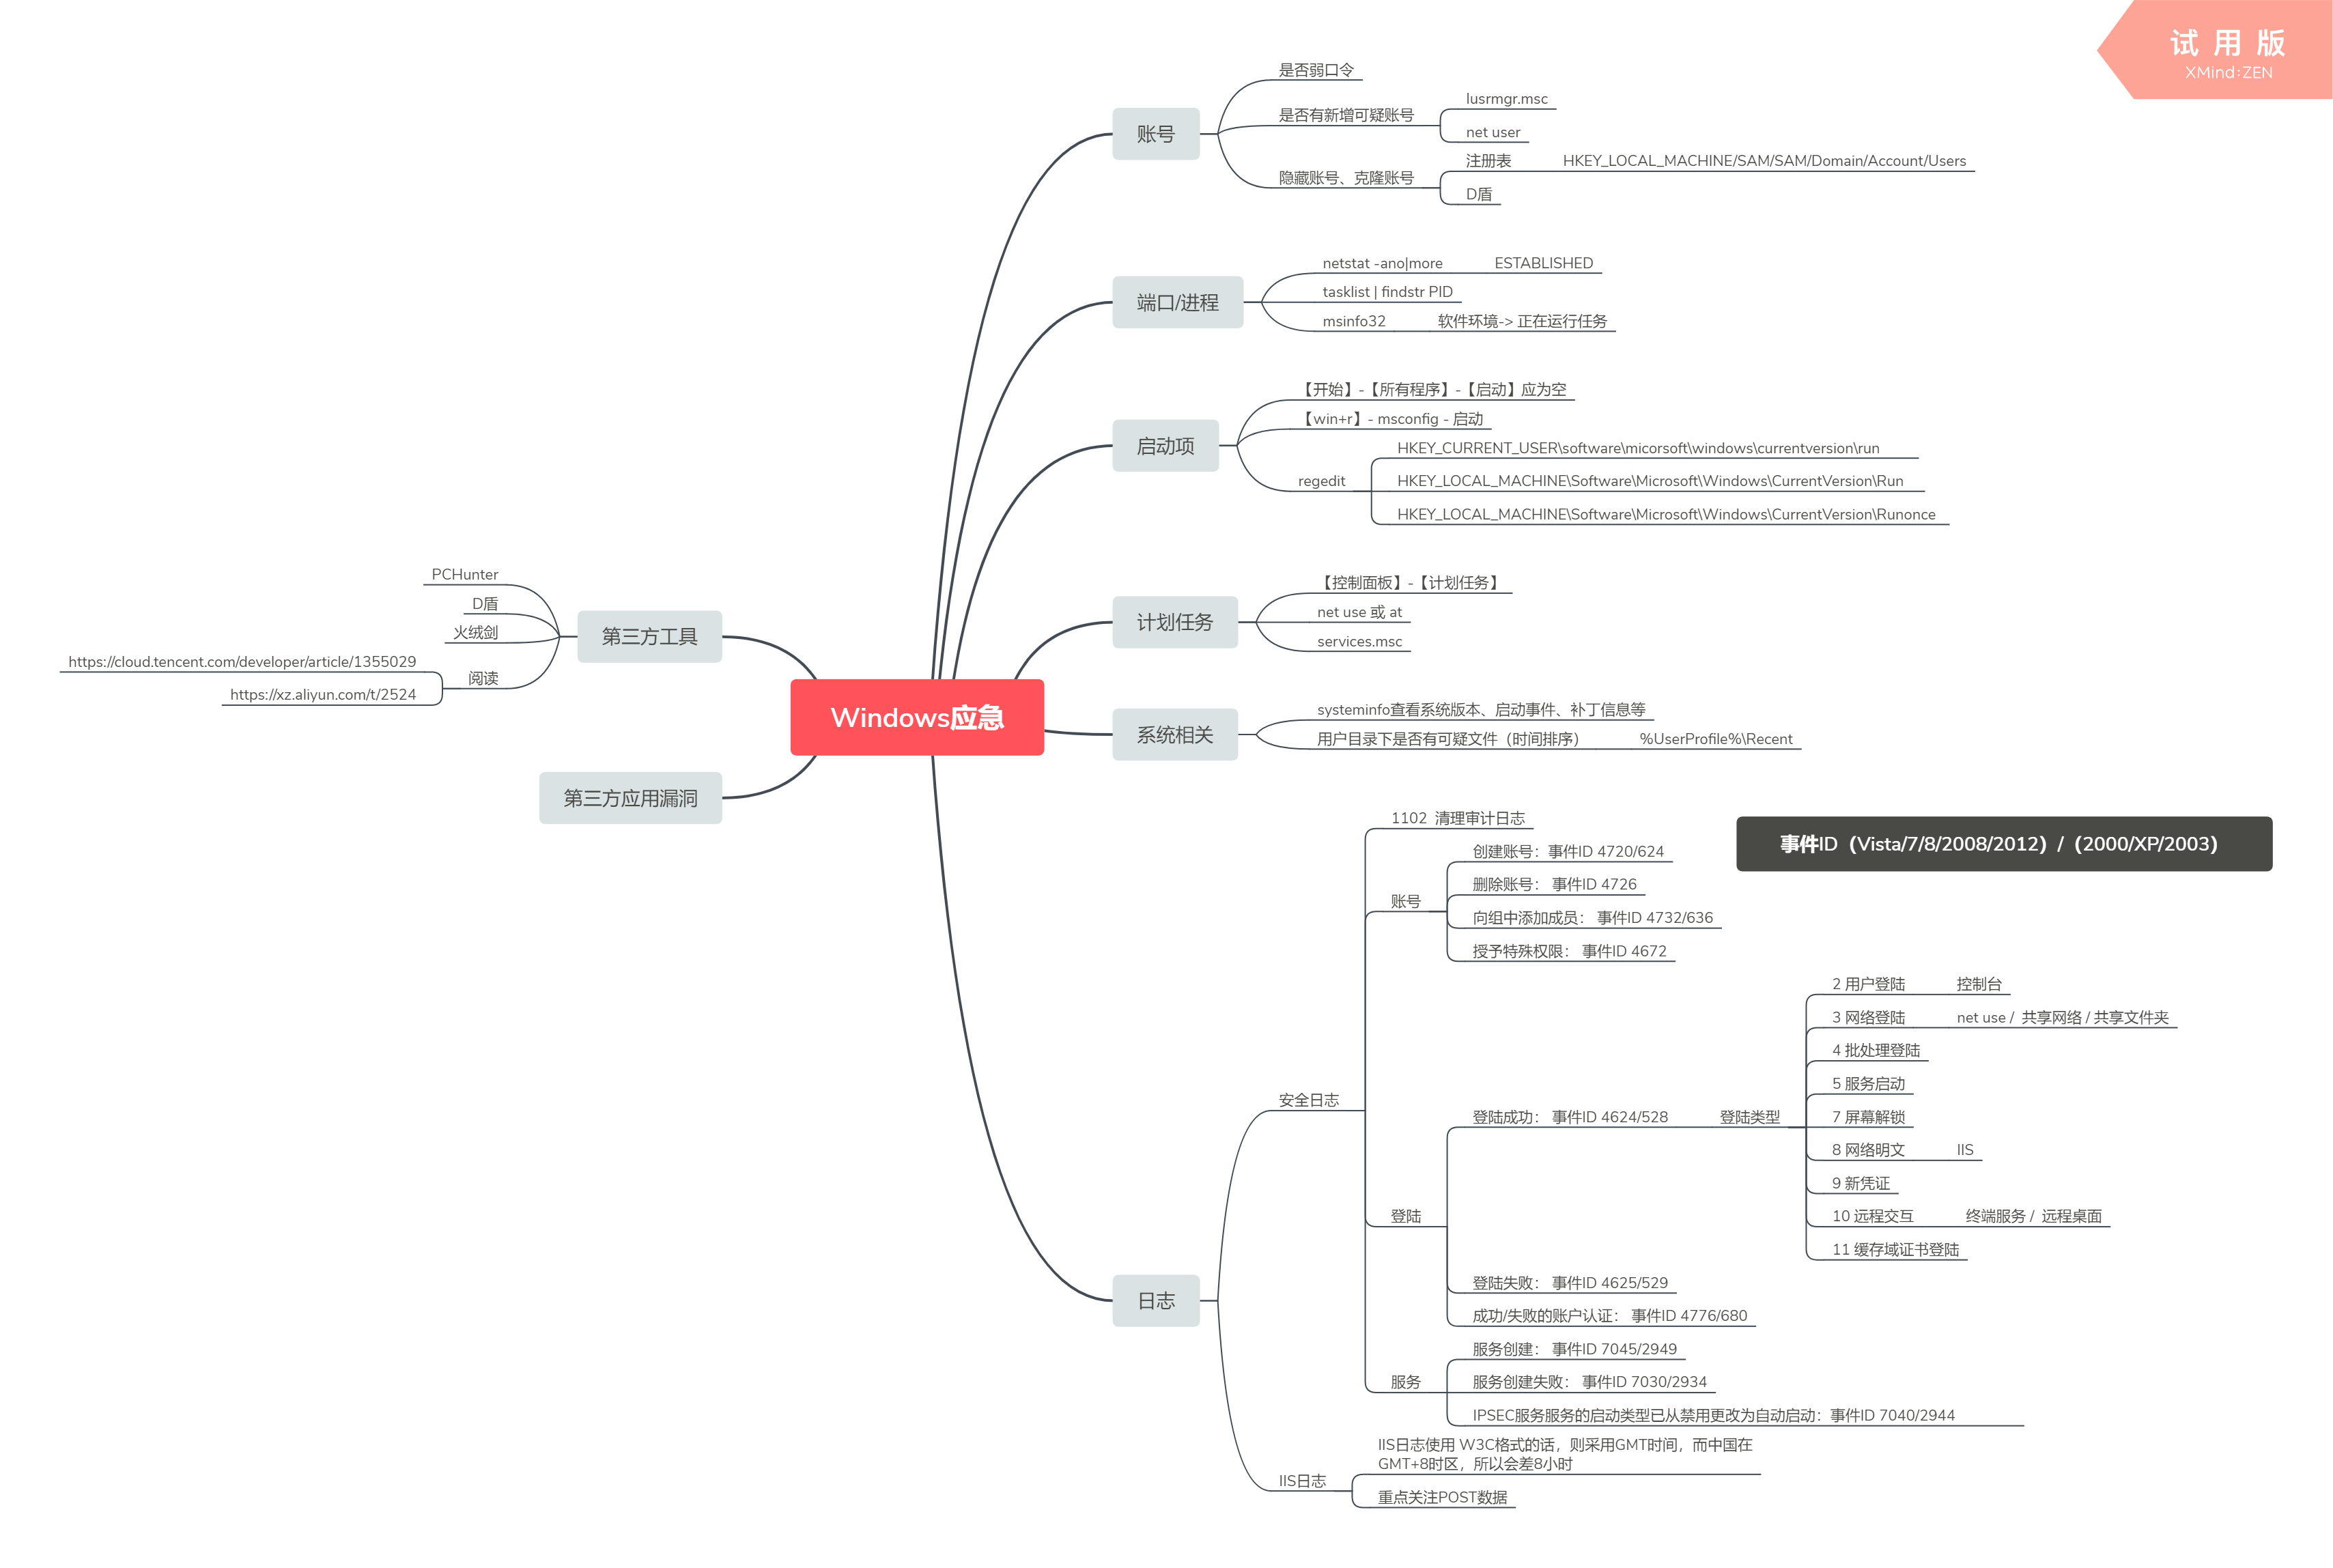 试 用 版
XMind:ZEN
Windows应急
账号
是否弱口令
是否有新增可疑账号
lusrmgr.msc
net user
隐藏账号、克隆账号
注册表
HKEY_LOCAL_MACHINE/SAM/SAM/Domain/Account/Users
D盾
端口/进程
netstat -ano|more
ESTABLISHED
tasklist | findstr PID
msinfo32
软件环境-> 正在运行任务
启动项
【开始】-【所有程序】-【启动】应为空
【win+r】- msconfig - 启动
regedit
HKEY_CURRENT_USER\software\micorsoft\windows\currentversion\run
HKEY_LOCAL_MACHINE\Software\Microsoft\Windows\CurrentVersion\Run
HKEY_LOCAL_MACHINE\Software\Microsoft\Windows\CurrentVersion\Runonce
计划任务
【控制面板】-【计划任务】
net use 或 at
services.msc
系统相关
systeminfo查看系统版本、启动事件、补丁信息等
用户目录下是否有可疑文件（时间排序）
%UserProfile%\Recent
日志
安全日志
1102 清理审计日志
账号
创建账号：事件ID 4720/624
删除账号： 事件ID 4726
向组中添加成员： 事件ID 4732/636
授予特殊权限： 事件ID 4672
登陆
登陆成功： 事件ID 4624/528
登陆类型
2 用户登陆
控制台
3 网络登陆
net use / 共享网络 / 共享文件夹
4 批处理登陆
5 服务启动
7 屏幕解锁
8 网络明文
IIS
9 新凭证
10 远程交互
终端服务 / 远程桌面
11 缓存域证书登陆
登陆失败： 事件ID 4625/529
成功/失败的账户认证： 事件ID 4776/680
服务
服务创建： 事件ID 7045/2949
服务创建失败： 事件ID 7030/2934
IPSEC服务服务的启动类型已从禁用更改为自动启动：事件ID 7040/2944
IIS日志
IIS日志使用 W3C格式的话，则采用GMT时间，而中国在
GMT+8时区，所以会差8小时
重点关注POST数据
事件ID（Vista/7/8/2008/2012）/（2000/XP/2003）
第三方工具
PCHunter
D盾
火绒剑
阅读
https://cloud.tencent.com/developer/article/1355029
https://xz.aliyun.com/t/2524
第三方应用漏洞